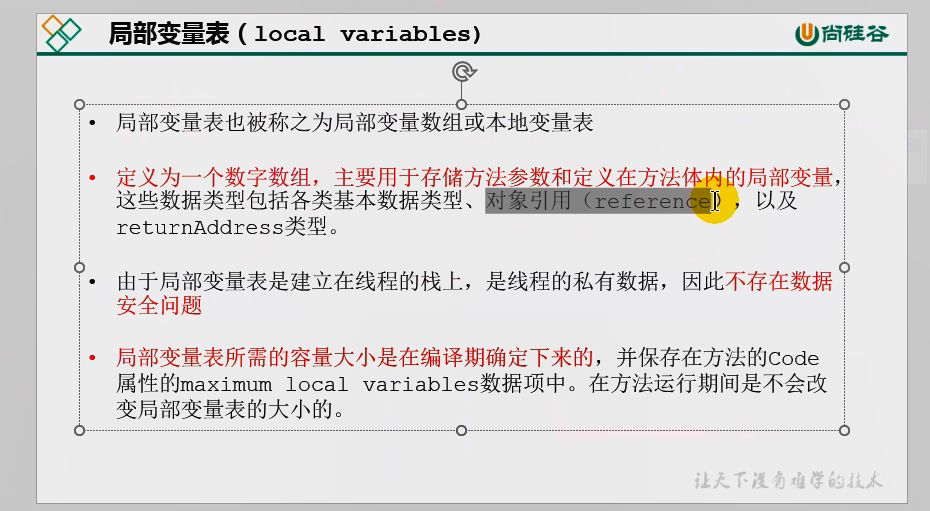 局部变量表（local variables）
尚硅谷
• 局部变量表也被称之为局部变量数组或本地变量表
• 定义为一个数字数组，主要用于存储方法参数和定义在方法体内的局部变量，
这些数据类型包括各类基本数据类型、对象引用（reference），以及
returnAddress类型。
• 由于局部变量表是建立在线程的栈上，是线程的私有数据，因此不存在数据
安全问题
• 局部变量表所需的容量大小是在编译期确定下来的，并保存在方法的Code
属性的maximum local variables数据项中。在方法运行期间是不会改
变局部变量表的大小的。
让天下没有难学的技术